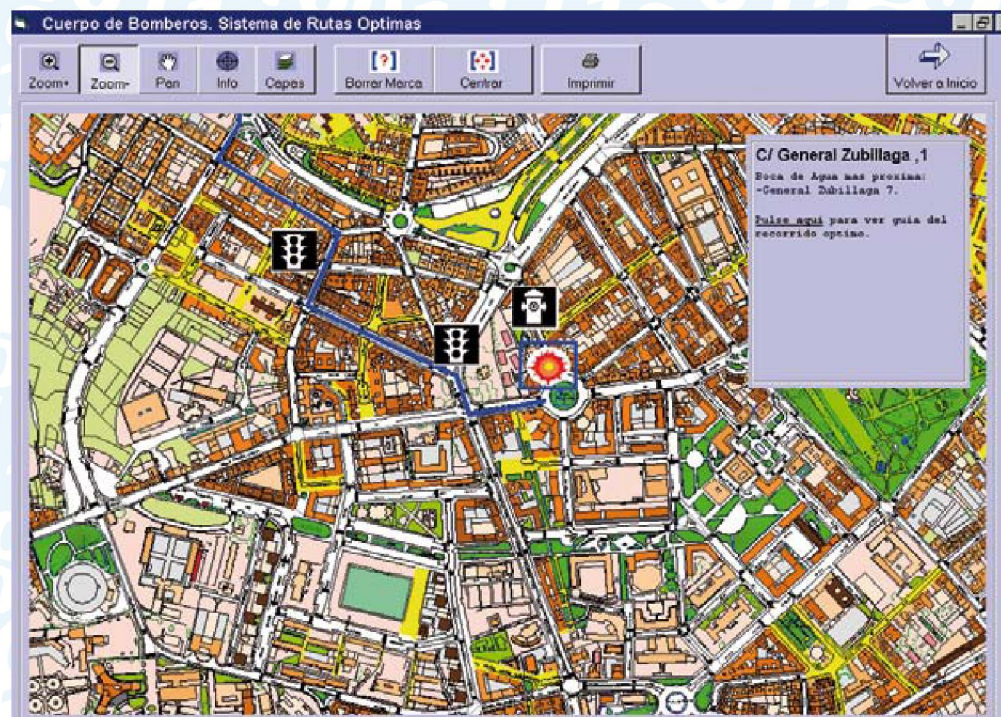 Cuerpo de Bomberos. Sistema de Rutas Optimas
Zoom+
Zoom-
Pan
Info
Capas
Borrar Marca
Centrar
Imprimir
Volver a Inicio
C/ General Zubillaga ,1
Boca de Agua mas proxima:
-General Zubillaga 7.
Pulse aquí para ver guia del
recorrido optimo.